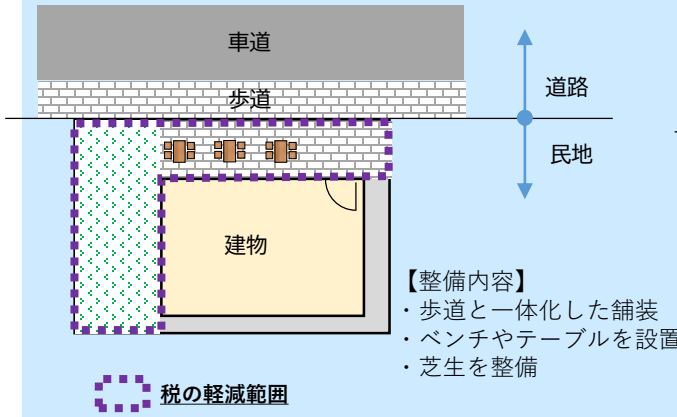 車道
歩道
道路
民地
建物
【整備内容】
・歩道と一体化した舗装
・ベンチやテーブルを設置
・芝生を整備
税の軽減範囲